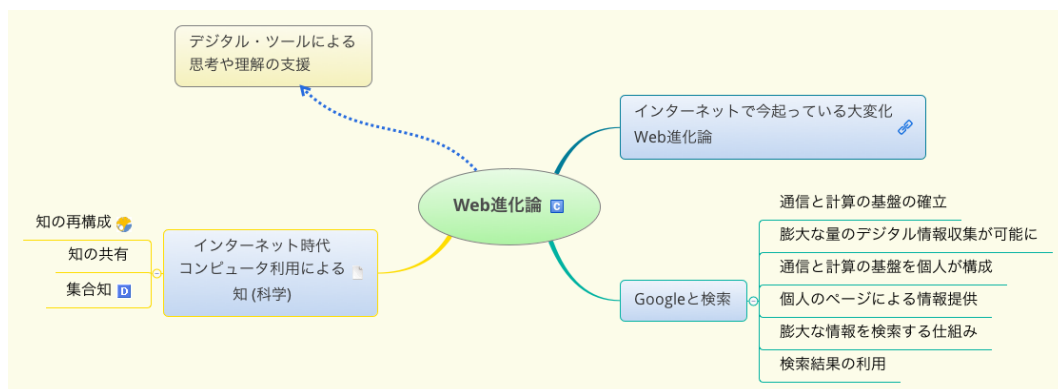 デジタル・ツールによる
思考や理解の支援
インターネットで今起っている大変化
Web進化論
Web進化論 C
通信と計算の基盤の確立
膨大な量のデジタル情報収集が可能に
通信と計算の基盤を個人が構成
Googleと検索
個人のページによる情報提供
膨大な情報を検索する仕組み
検索結果の利用
知の再構成
知の共有
集合知 D
インターネット時代
コンピュータ利用による
知 (科学)